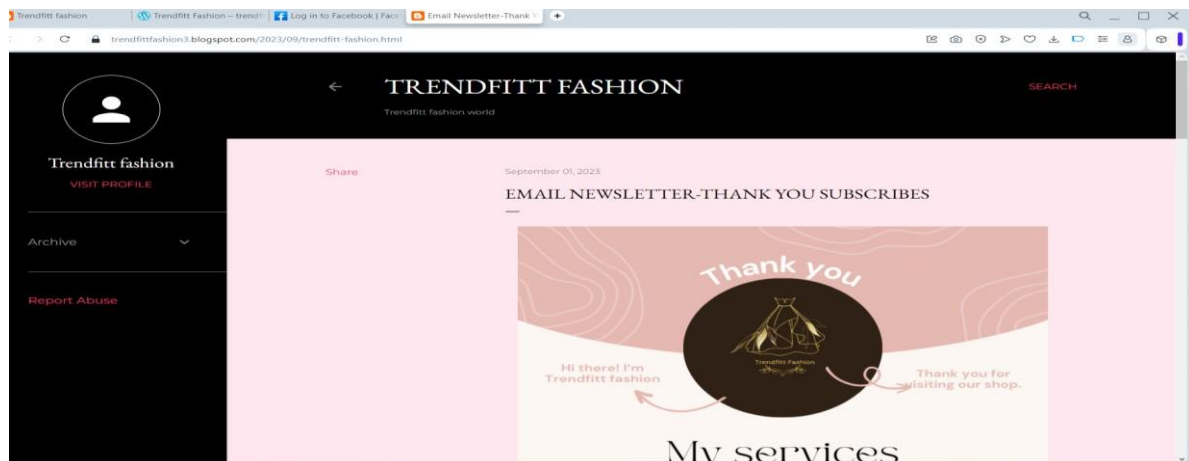 Trendfitt fashion
Trendfitt Fashion – trendf
Log in to Facebook | Face
Email Newsletter-Thank
trendfittfashion3.blogspot.com/2023/09/trendfitt-fashion.html
TRENDFITT FASHION
SEARCH
Trendfitt fashion world
Trendfitt fashion
VISIT PROFILE
Archive
Report Abuse
Share
September 01, 2023
EMAIL NEWSLETTER-THANK YOU SUBSCRIBES
Thank you
Trendfitt Fashion
Hi there! I'm
Trendfitt fashion
Thank you for
visiting our shop.
My services